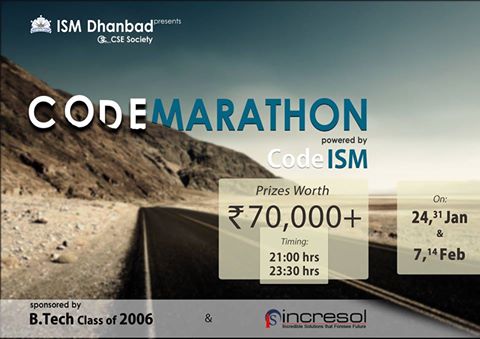 ISM Dhanbad presents
CSE Society
CODEMARATHON
powered by
CodeISM
Prizes Worth
₹70,000+
Timing:
21:00 hrs
23:30 hrs
On:
24,31 Jan
&
7,14 Feb
sponsored by
B.Tech Class of 2006 & incresol
Incredible Solutions that Foresee Future